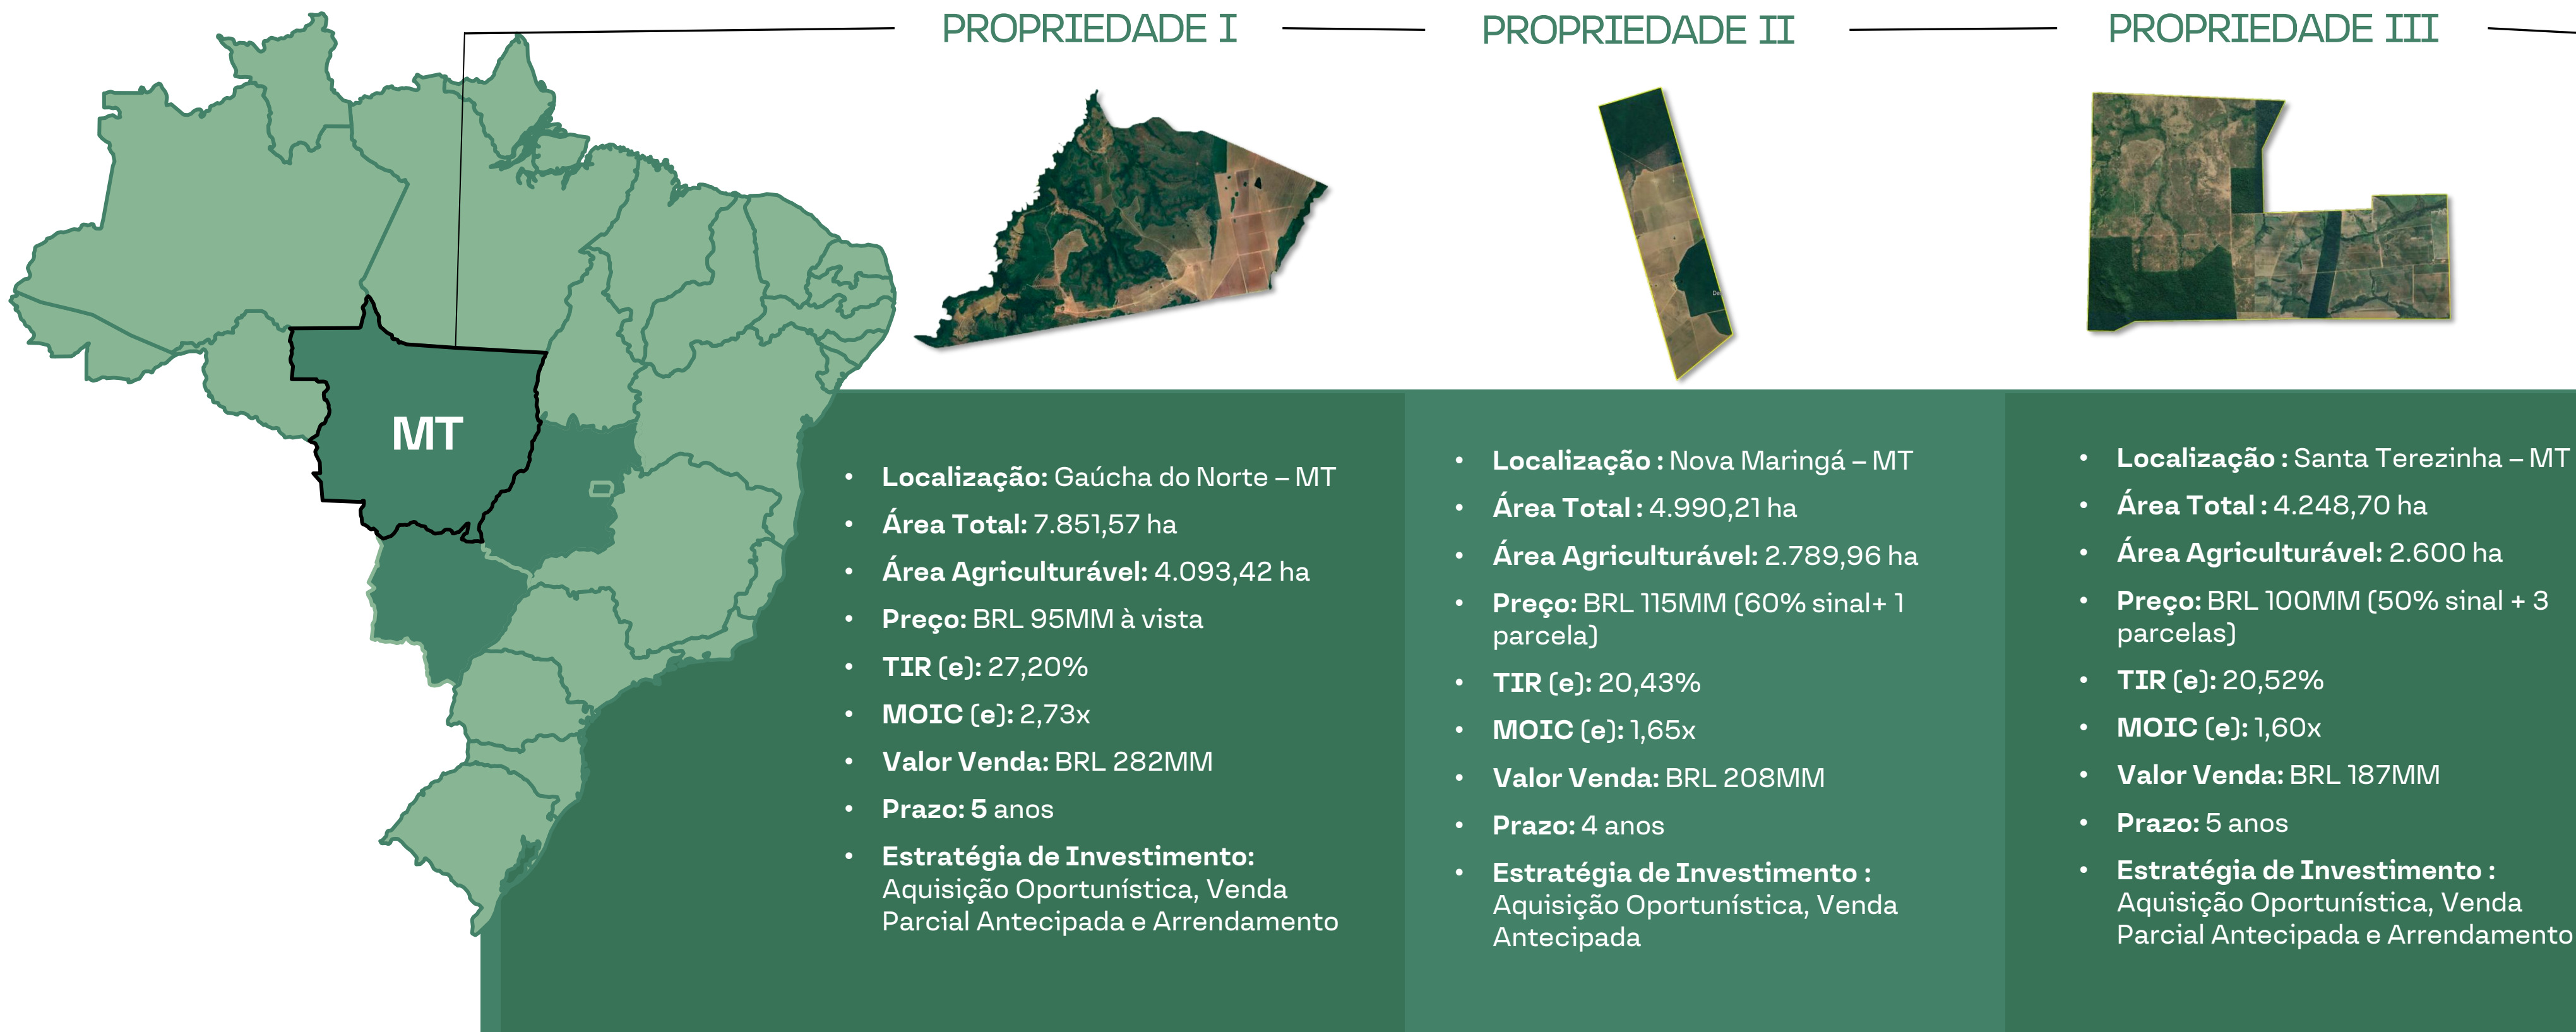 PROPRIEDADE I
PROPRIEDADE II
PROPRIEDADE III
MT
• Localização: Gaúcha do Norte – MT
• Área Total: 7.851,57 ha
• Área Agriculturável: 4.093,42 ha
• Preço: BRL 95MM à vista
• TIR (e): 27,20%
• MOIC (e): 2,73x
• Valor Venda: BRL 282MM
• Prazo: 5 anos
• Estratégia de Investimento:
Aquisição Oportunística, Venda
Parcial Antecipada e Arrendamento
• Localização : Nova Maringá – MT
• Área Total : 4.990,21 ha
• Área Agriculturável: 2.789,96 ha
• Preço: BRL 115MM (60% sinal+ 1
parcela)
• TIR (e): 20,43%
• MOIC (e): 1,65x
• Valor Venda: BRL 208MM
• Prazo: 4 anos
• Estratégia de Investimento :
Aquisição Oportunística, Venda
Antecipada
• Localização : Santa Terezinha – MT
• Área Total : 4.248,70 ha
• Área Agriculturável: 2.600 ha
• Preço: BRL 100MM (50% sinal + 3
parcelas)
• TIR (e): 20,52%
• MOIC (e): 1,60x
• Valor Venda: BRL 187MM
• Prazo: 5 anos
• Estratégia de Investimento :
Aquisição Oportunística, Venda
Parcial Antecipada e Arrendamento